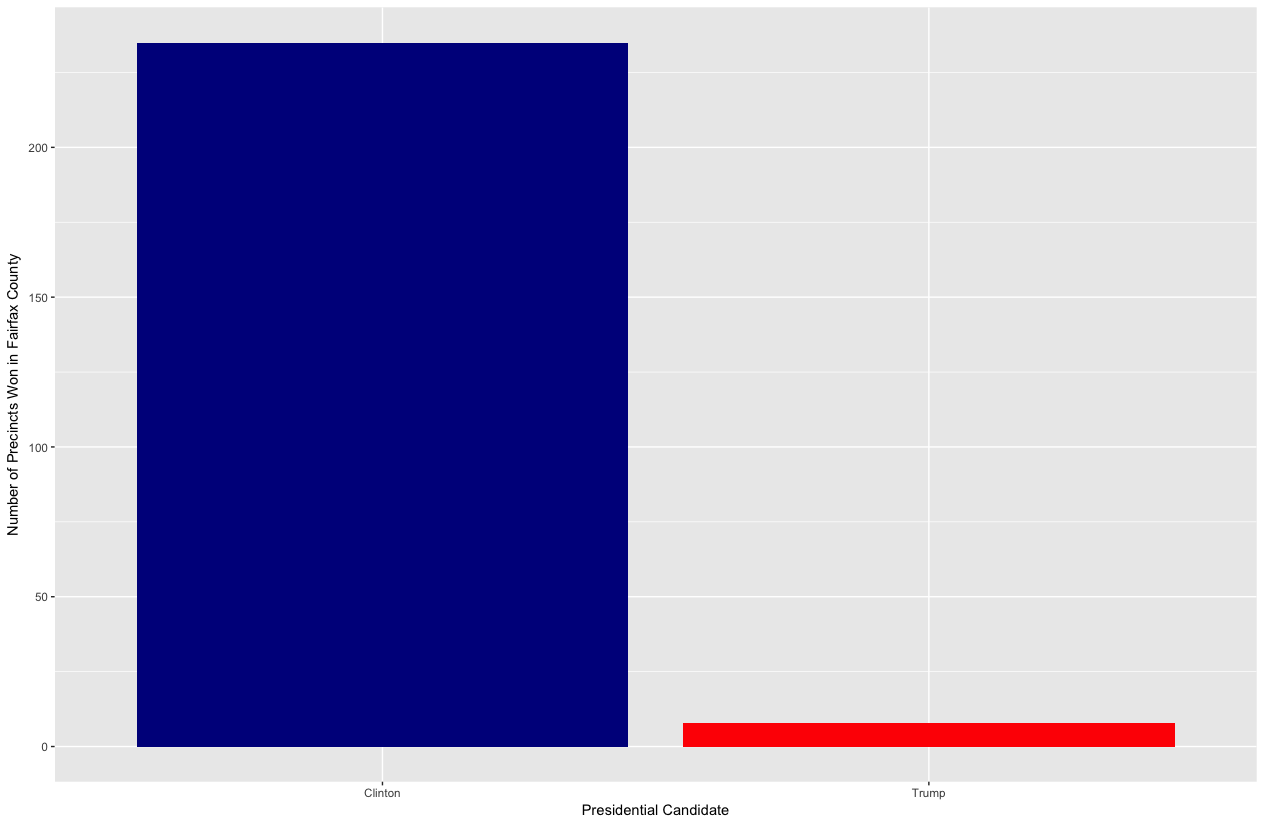 Number of Precincts Won in Fairfax County
200
150
100
50
0
Clinton
Trump
Presidential Candidate